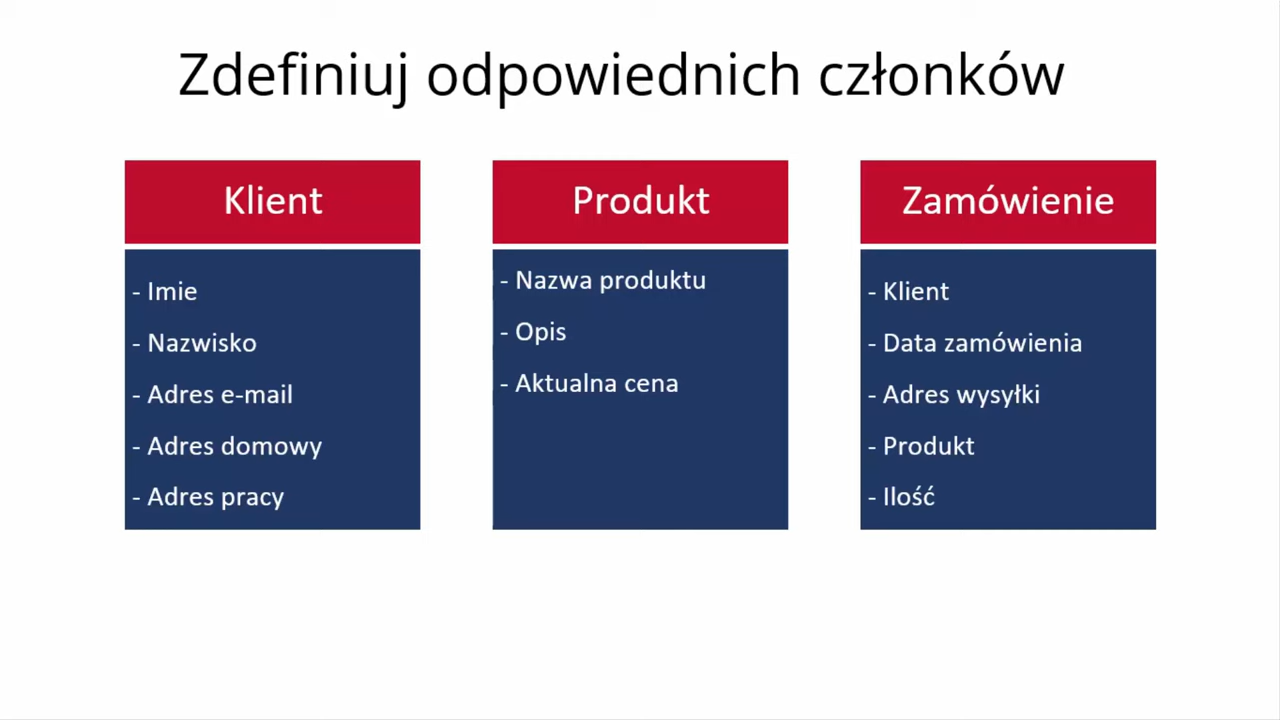 Zdefiniuj odpowiednich członków
Klient
- Imie
- Nazwisko
- Adres e-mail
- Adres domowy
- Adres pracy
Produkt
- Nazwa produktu
- Opis
- Aktualna cena
Zamówienie
- Klient
- Data zamówienia
- Adres wysyłki
- Produkt
- Ilość